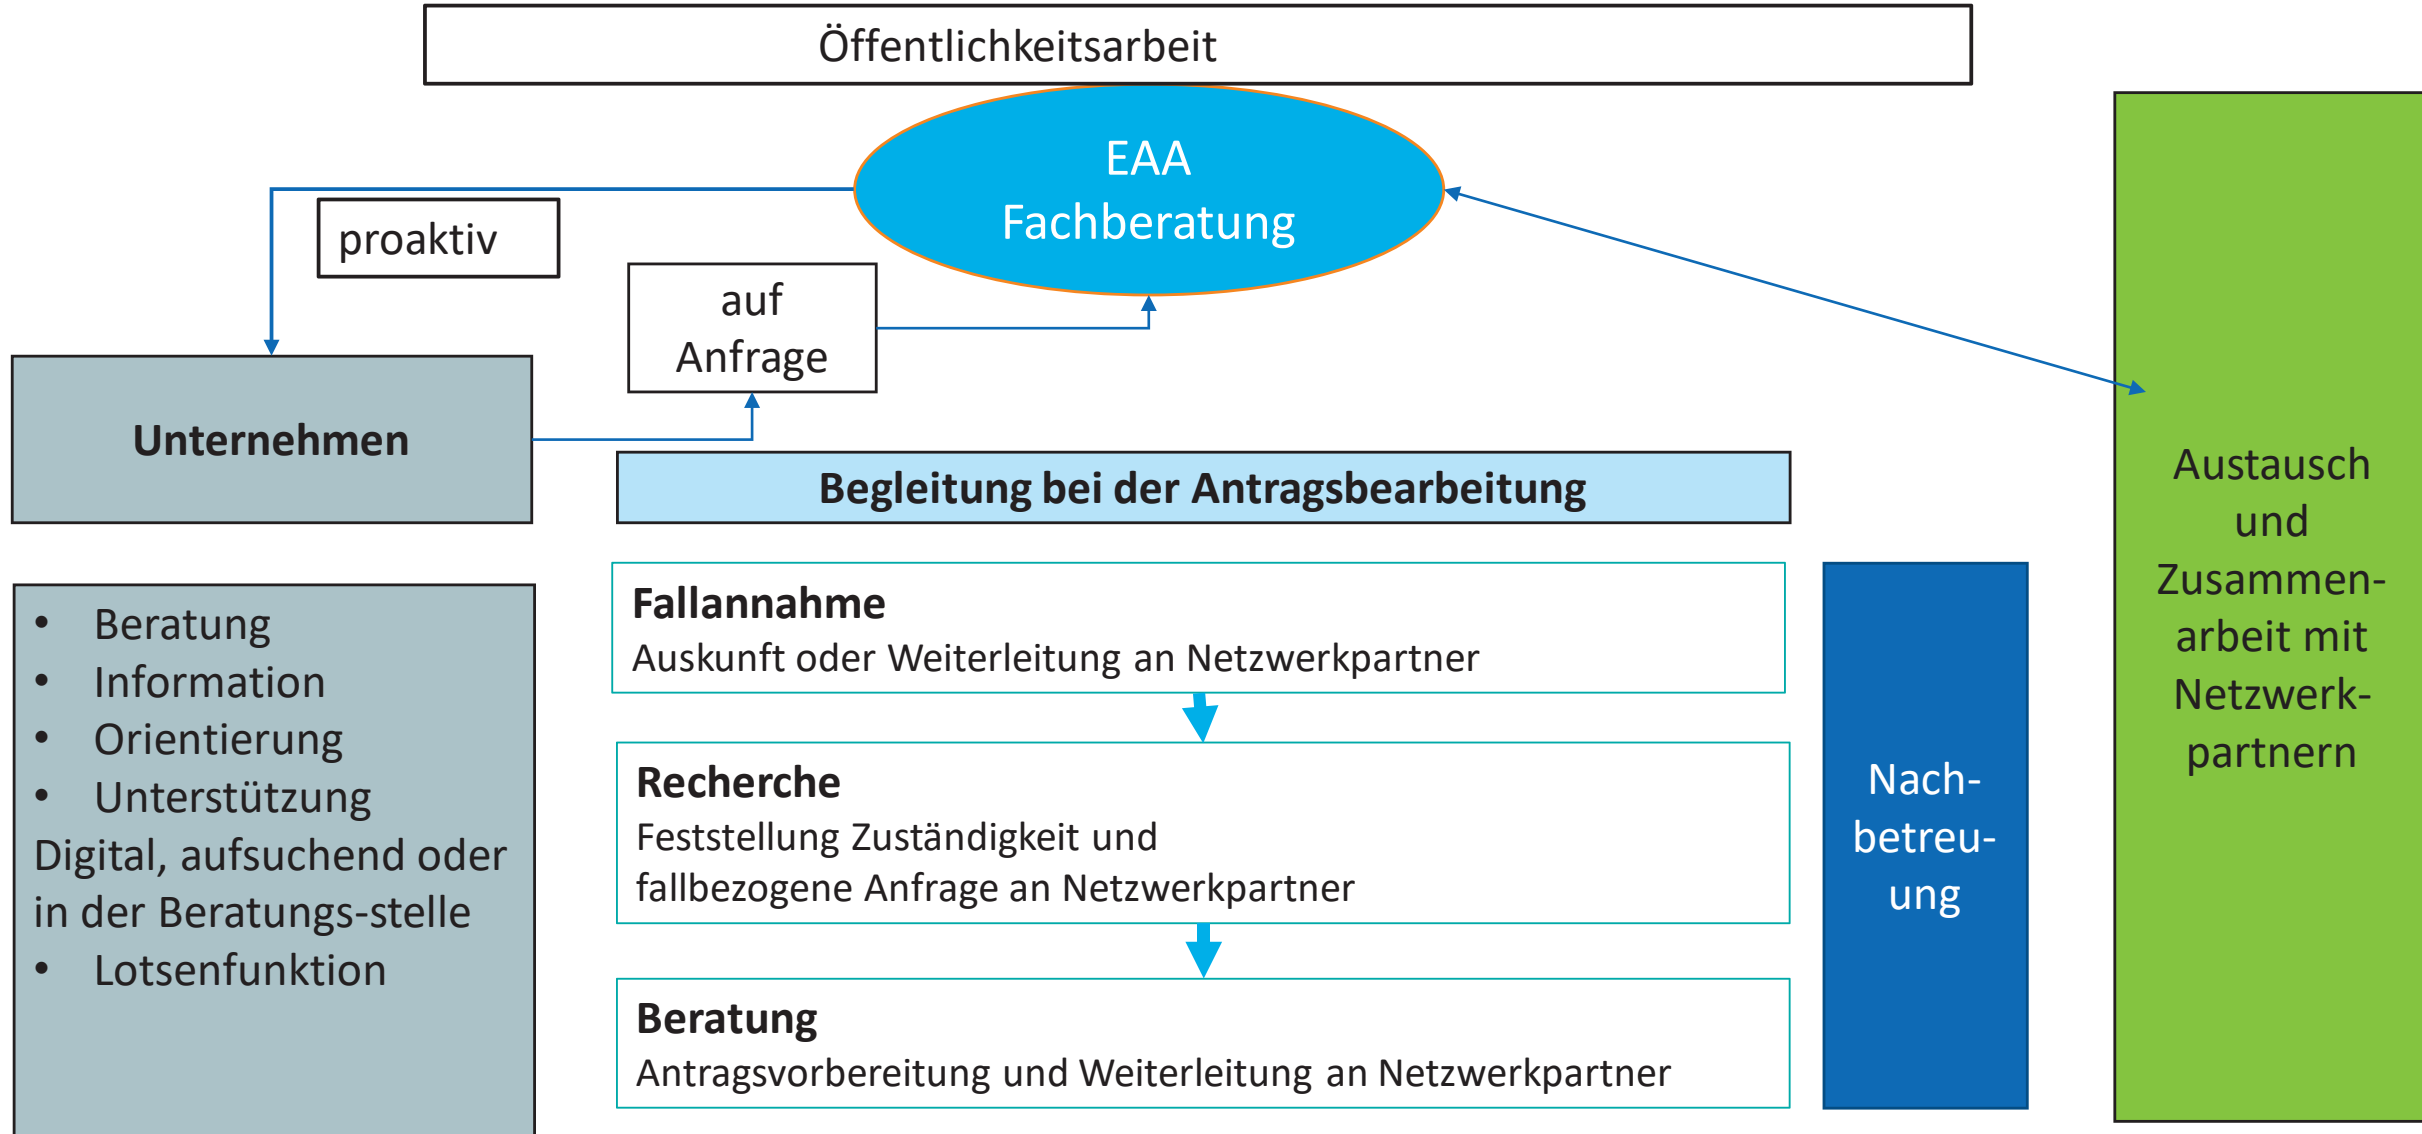 Öffentlichkeitsarbeit
EAA
Fachberatung
proaktiv
auf
Anfrage
Unternehmen
Begleitung bei der Antragsbearbeitung
• Beratung
• Information
• Orientierung
• Unterstützung
Digital, aufsuchend oder
in der Beratungs-stelle
• Lotsenfunktion
Fallannahme
Auskunft oder Weiterleitung an Netzwerkpartner
Recherche
Feststellung Zuständigkeit und
fallbezogene Anfrage an Netzwerkpartner
Beratung
Antragsvorbereitung und Weiterleitung an Netzwerkpartner
Nach-
betreu-
ung
Austausch
und
Zusammen-
arbeit mit
Netzwerk-
partnern